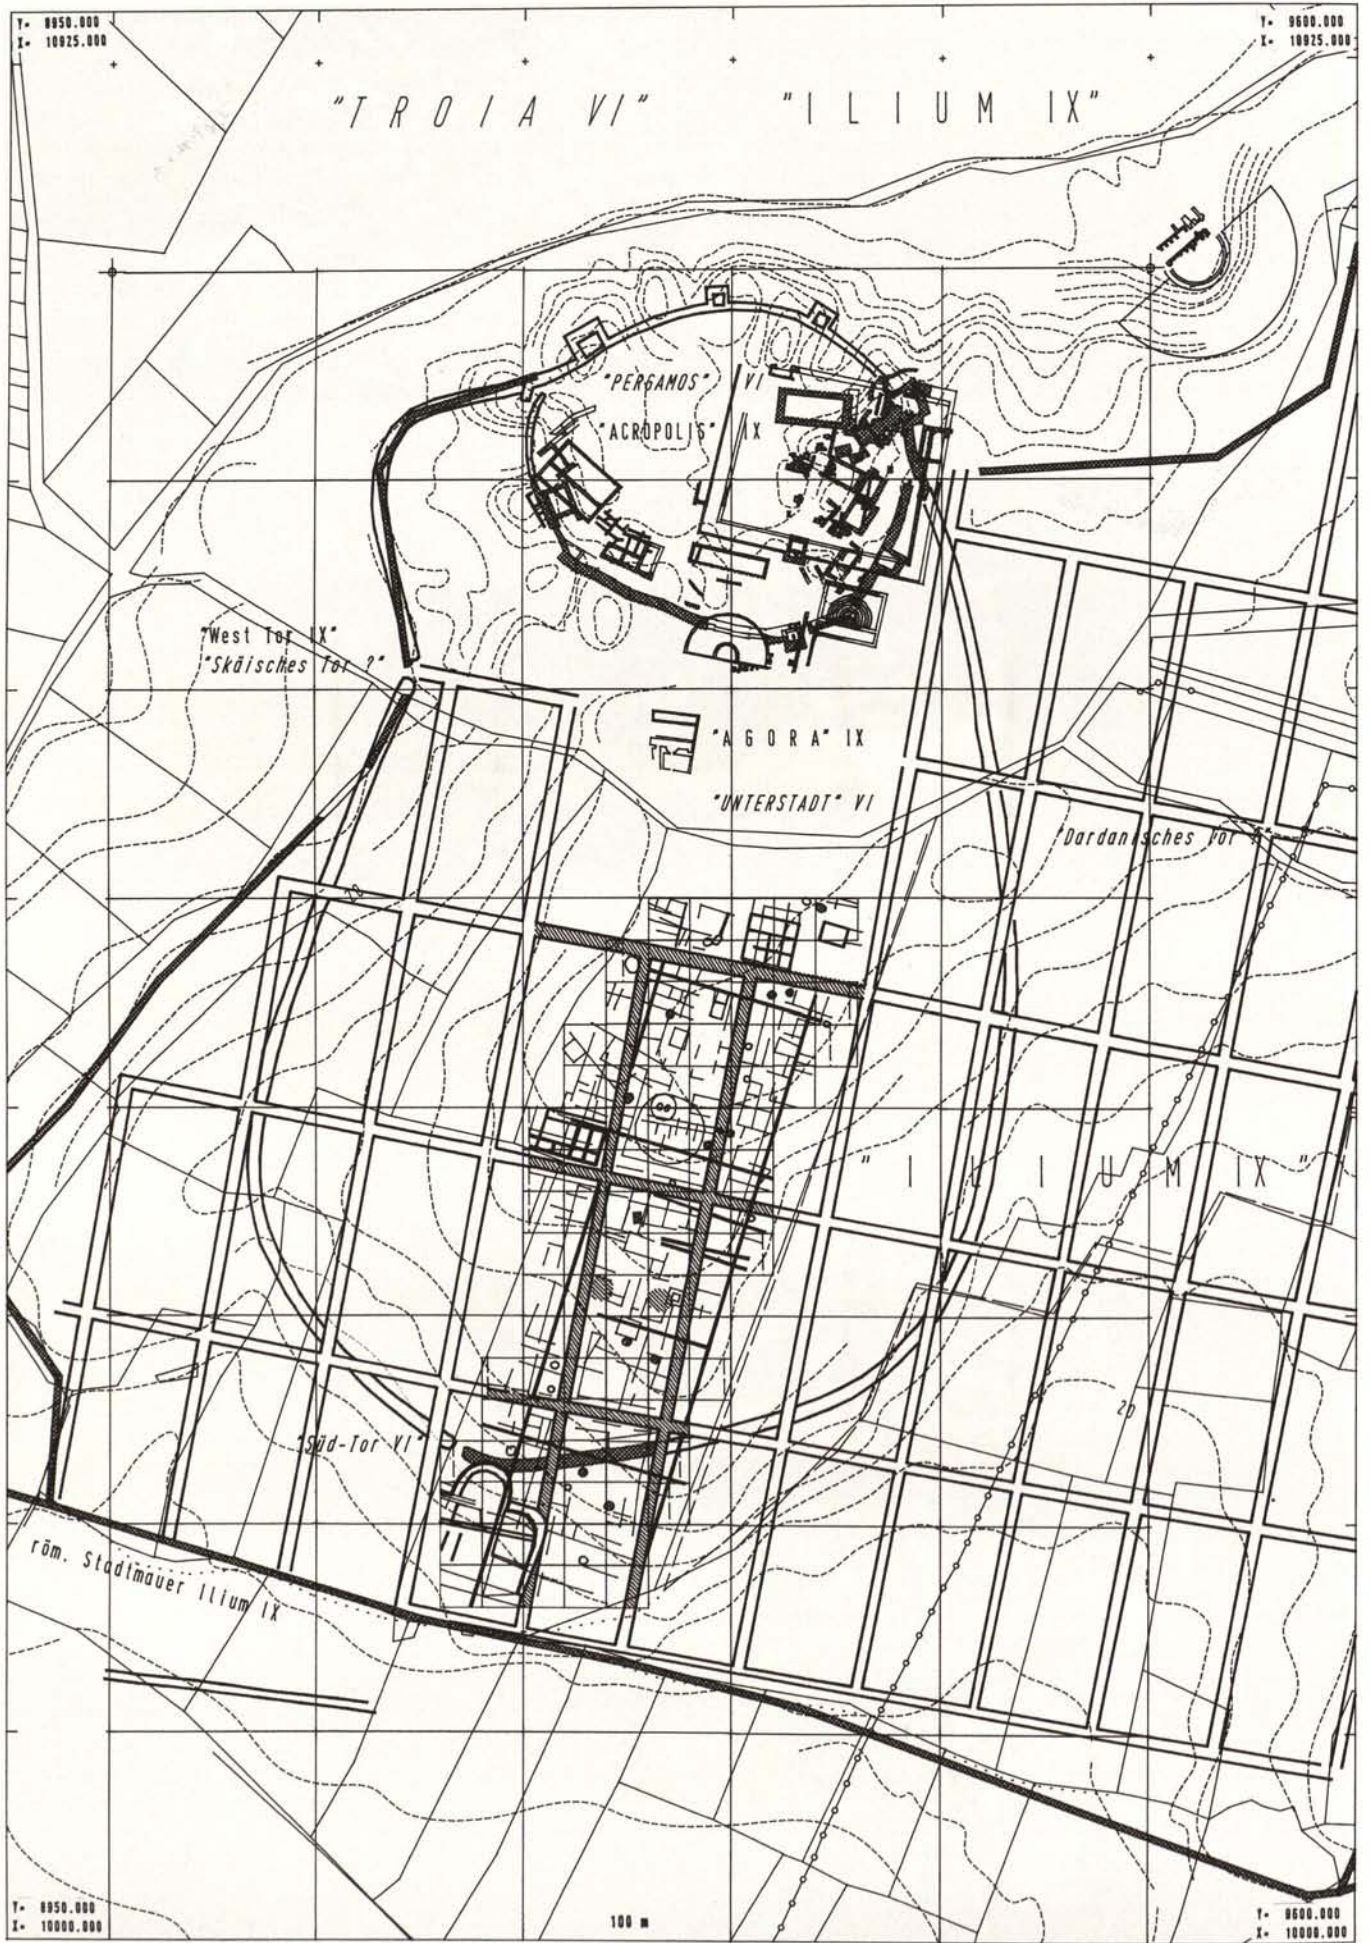 Y= 8950.000
X= 10925.000
Y= 9600.000
X= 10925.000
"TROIA VI"
"ILIUM IX"
"PERGAMOS" VI
"ACROPOLIS" IX
"West Tor IX"
"Skäisches Tor ?"
"AGORA" IX
"UNTERSTADT" VI
"Dardanisches Tor ?"
"ILIUM IX"
20
"Süd-Tor VI"
röm. Stadtmauer Ilium IX
Y= 8950.000
X= 10000.000
100 m
Y= 9600.000
X= 10000.000